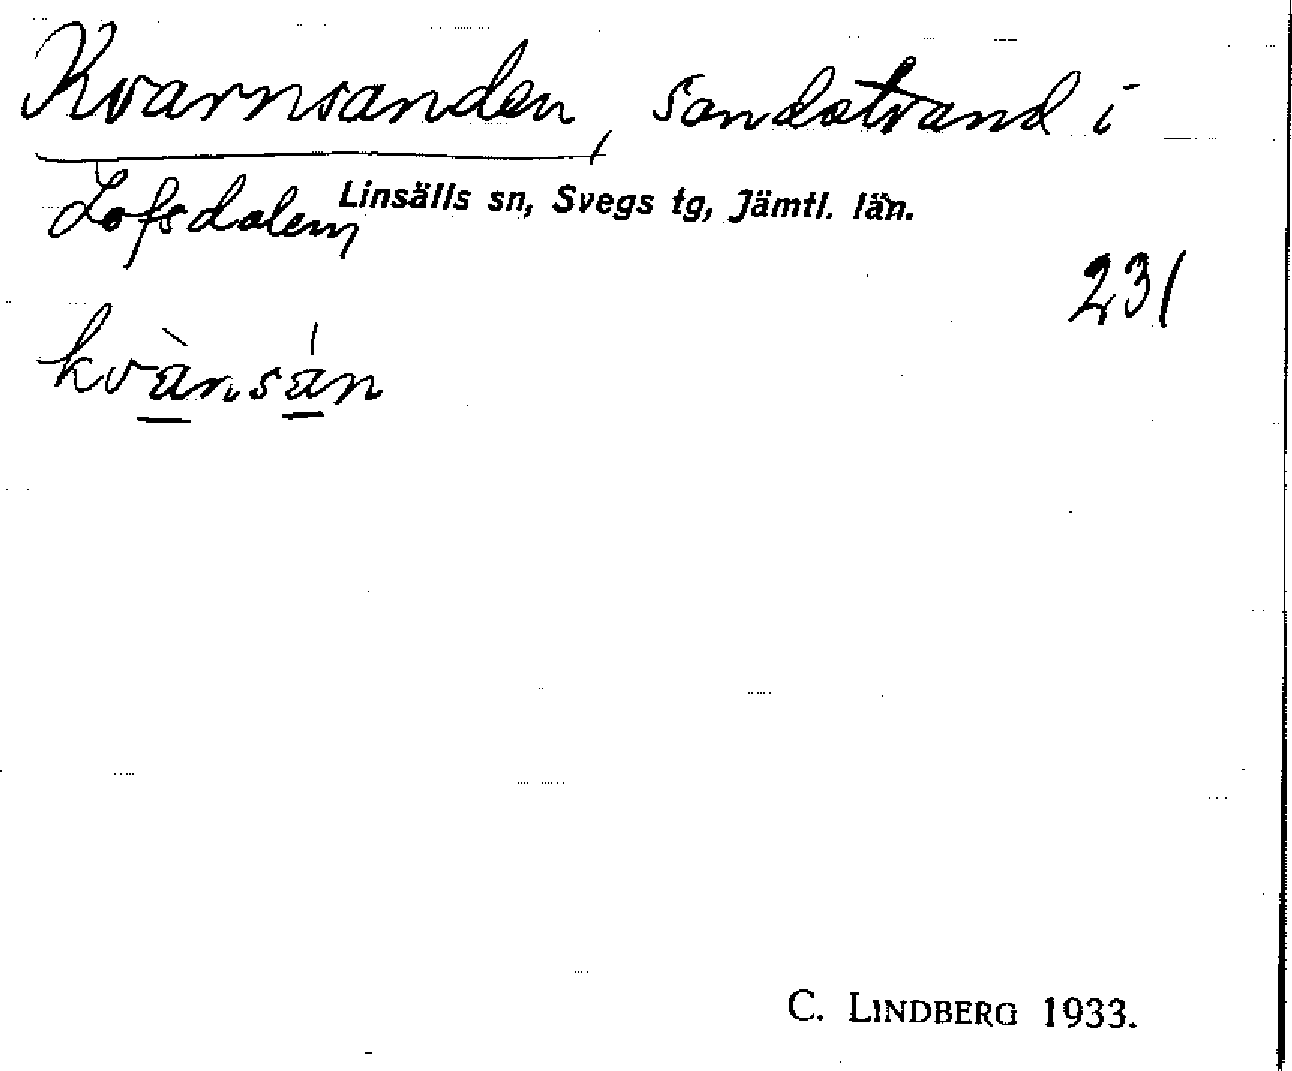 Kvarnsanden, sandstrand i
Lofsdalen
Linsälls sn, Svegs tg, Jämtl. län.
231
kvànsán
C. LINDBERG 1933.